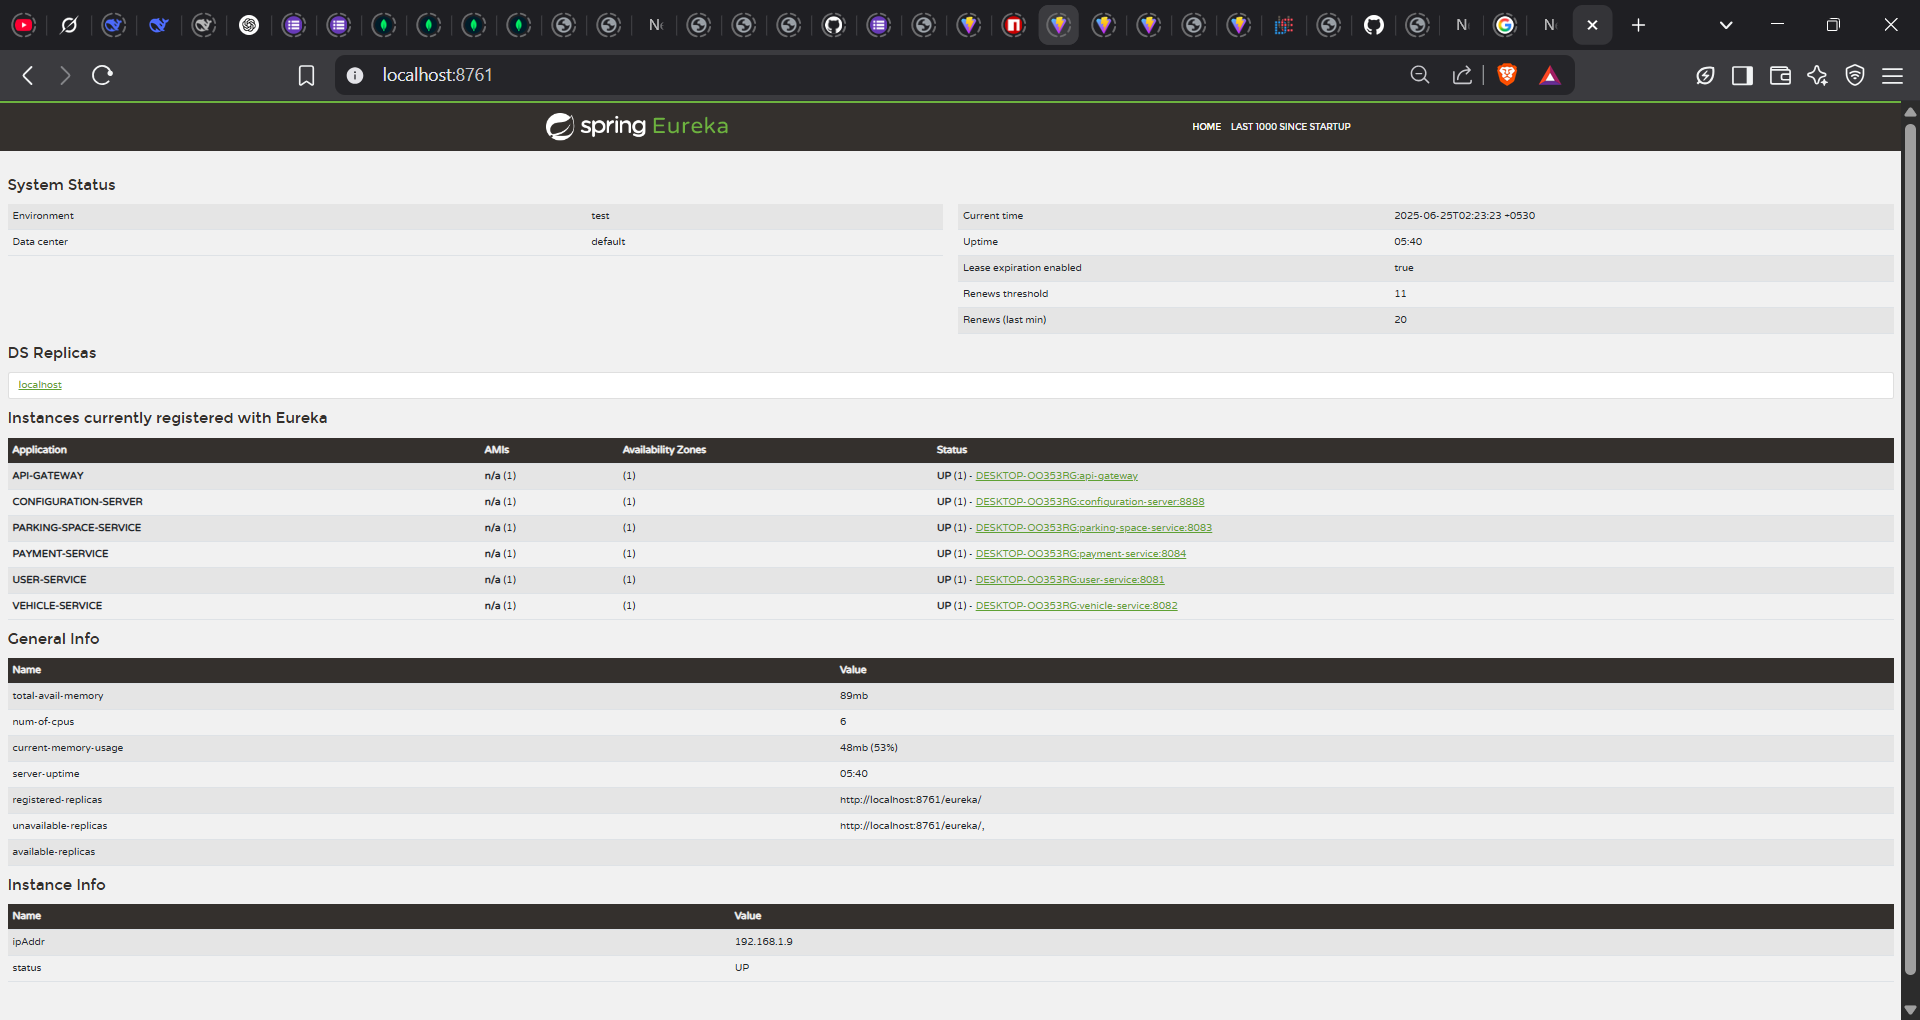 localhost:8761
spring Eureka
HOME LAST 1000 SINCE STARTUP
System Status
Environment test
Data center default
Current time 2025-06-25T02:23:23 +0530
Uptime 05:40
Lease expiration enabled true
Renews threshold 11
Renews (last min) 20
DS Replicas
localhost
Instances currently registered with Eureka
Application AMIs Availability Zones Status
API-GATEWAY n/a (1) (1) UP (1) - DESKTOP-OO353RG:api-gateway
CONFIGURATION-SERVER n/a (1) (1) UP (1) - DESKTOP-OO353RG:configuration-server:8888
PARKING-SPACE-SERVICE n/a (1) (1) UP (1) - DESKTOP-OO353RG:parking-space-service:8083
PAYMENT-SERVICE n/a (1) (1) UP (1) - DESKTOP-OO353RG:payment-service:8084
USER-SERVICE n/a (1) (1) UP (1) - DESKTOP-OO353RG:user-service:8081
VEHICLE-SERVICE n/a (1) (1) UP (1) - DESKTOP-OO353RG:vehicle-service:8082
General Info
Name Value
total-avail-memory 89mb
num-of-cpus 6
current-memory-usage 48mb (53%)
server-uptime 05:40
registered-replicas http://localhost:8761/eureka/
unavailable-replicas http://localhost:8761/eureka/,
available-replicas
Instance Info
Name Value
ipAddr 192.168.1.9
status UP